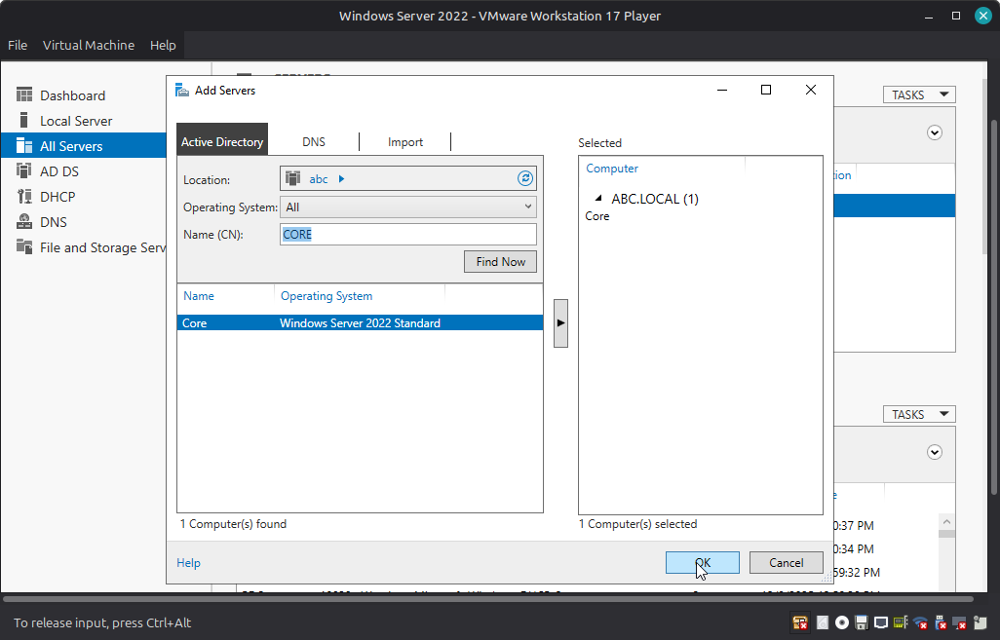 Windows Server 2022 - VMware Workstation 17 Player
File Virtual Machine Help
Dashboard
Local Server
All Servers
AD DS
DHCP
DNS
File and Storage Serv
TASKS
tion
TASKS
0:37 PM
0:34 PM
59:32 PM
Add Servers
Active Directory DNS Import
Location: abc
Operating System: All
Name (CN): CORE
Find Now
Name Operating System
Core Windows Server 2022 Standard
1 Computer(s) found
Selected
Computer
ABC.LOCAL (1)
Core
1 Computer(s) selected
Help
OK Cancel
To release input, press Ctrl+Alt